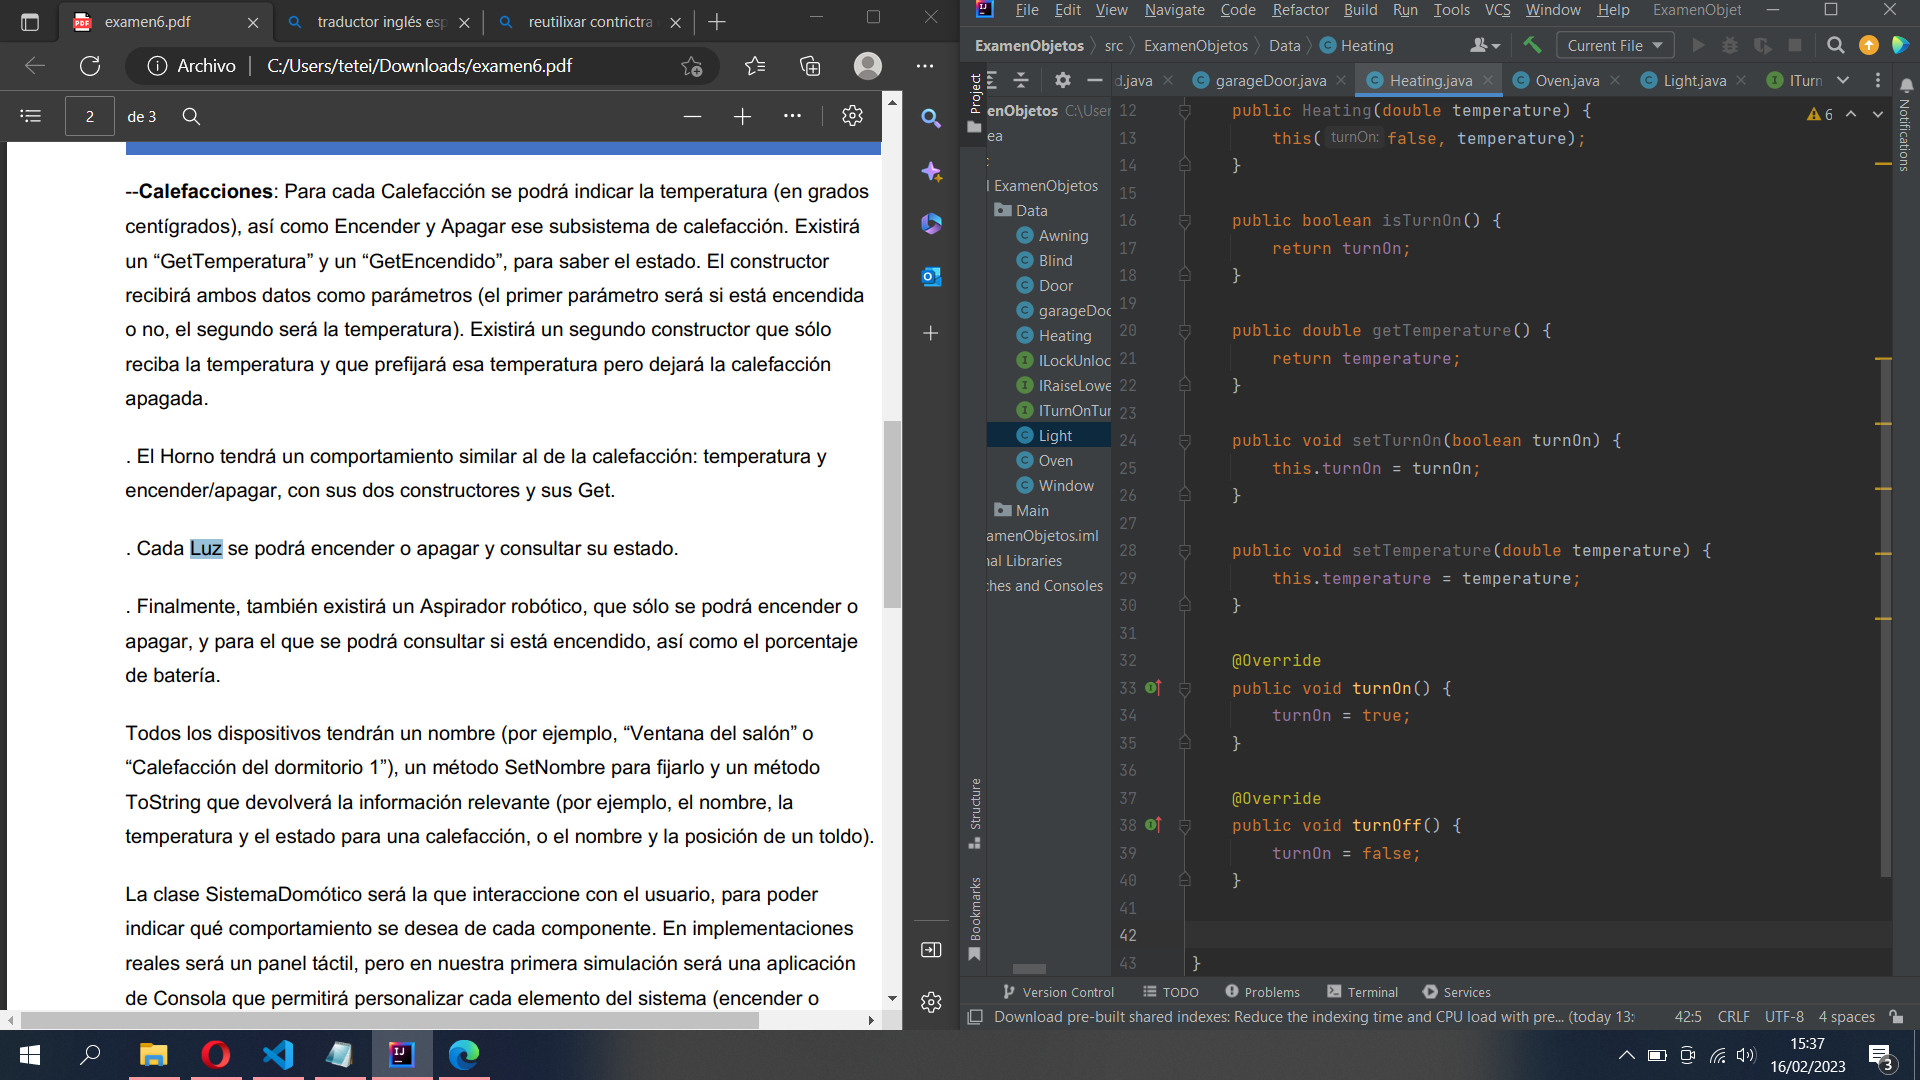 examen6.pdf
traductor inglés esp
reutilixar contrictra
Archivo
C:/Users/tetei/Downloads/examen6.pdf
2 de 3
--Calefacciones: Para cada Calefacción se podrá indicar la temperatura (en grados
centígrados), así como Encender y Apagar ese subsistema de calefacción. Existirá
un “GetTemperatura” y un “GetEncendido”, para saber el estado. El constructor
recibirá ambos datos como parámetros (el primer parámetro será si está encendida
o no, el segundo será la temperatura). Existirá un segundo constructor que sólo
reciba la temperatura y que prefijará esa temperatura pero dejará la calefacción
apagada.
. El Horno tendrá un comportamiento similar al de la calefacción: temperatura y
encender/apagar, con sus dos constructores y sus Get.
. Cada Luz se podrá encender o apagar y consultar su estado.
. Finalmente, también existirá un Aspirador robótico, que sólo se podrá encender o
apagar, y para el que se podrá consultar si está encendido, así como el porcentaje
de batería.
Todos los dispositivos tendrán un nombre (por ejemplo, “Ventana del salón” o
“Calefacción del dormitorio 1”), un método SetNombre para fijarlo y un método
ToString que devolverá la información relevante (por ejemplo, el nombre, la
temperatura y el estado para una calefacción, o el nombre y la posición de un toldo).
La clase SistemaDomótico será la que interaccione con el usuario, para poder
indicar qué comportamiento se desea de cada componente. En implementaciones
reales será un panel táctil, pero en nuestra primera simulación será una aplicación
de Consola que permitirá personalizar cada elemento del sistema (encender o
File Edit View Navigate Code Refactor Build Run Tools VCS Window Help ExamenObjet
ExamenObjetos src ExamenObjetos Data Heating
Current File
d.java garageDoor.java Heating.java Oven.java Light.java ITurn
Project
Structure
Bookmarks
Notifications
enObjetos C:\User
ea
ExamenObjetos
Data
Awning
Blind
Door
garageDoo
Heating
ILockUnloc
IRaiseLowe
ITurnOnTur
Light
Oven
Window
Main
amenObjetos.iml
nal Libraries
ches and Consoles
6
12 public Heating(double temperature) {
13 this( turnOn: false, temperature);
14 }
15
16 public boolean isTurnOn() {
17 return turnOn;
18 }
19
20 public double getTemperature() {
21 return temperature;
22 }
23
24 public void setTurnOn(boolean turnOn) {
25 this.turnOn = turnOn;
26 }
27
28 public void setTemperature(double temperature) {
29 this.temperature = temperature;
30 }
31
32 @Override
33 public void turnOn() {
34 turnOn = true;
35 }
36
37 @Override
38 public void turnOff() {
39 turnOn = false;
40 }
41
42
43 }
Version Control TODO Problems Terminal Services
Download pre-built shared indexes: Reduce the indexing time and CPU load with pre... (today 13: 42:5 CRLF UTF-8 4 spaces
15:37
16/02/2023
3